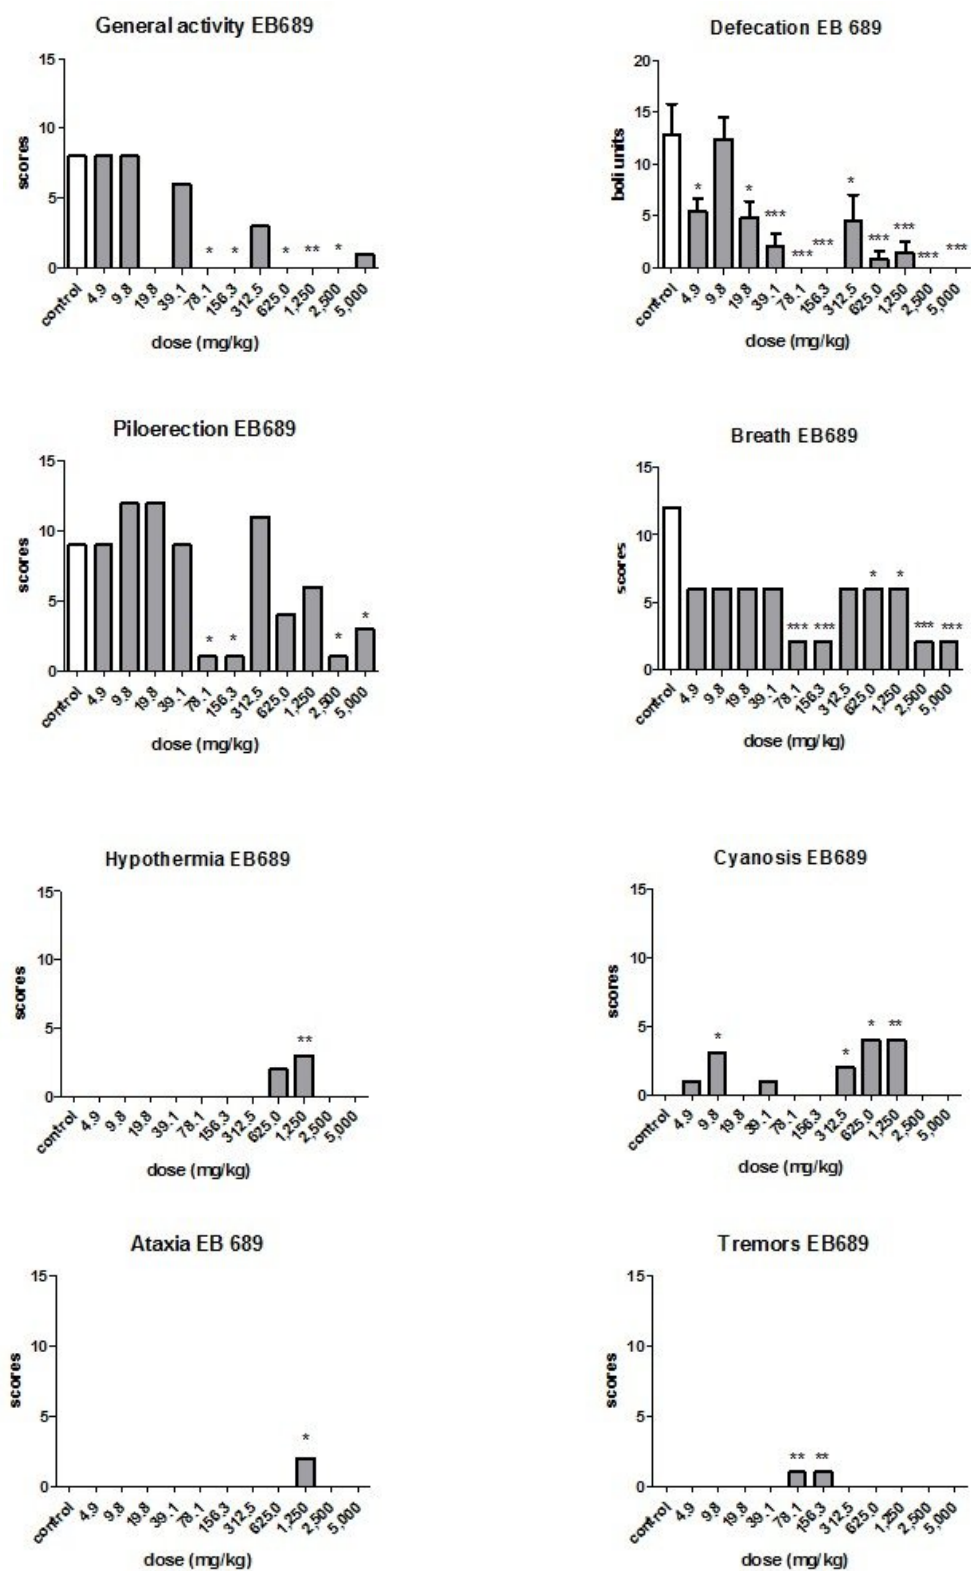 General activity EB689
15
10
5
0
scores
* * * ** *
control 4.9 9.8 19.8 39.1 78.1 156.3 312.5 625.0 1,250 2,500 5,000
dose (mg/kg)
Defecation EB 689
20
15
10
5
0
boli units
* * *** *** *** * *** *** *** ***
control 4.9 9.8 19.8 39.1 78.1 156.3 312.5 625.0 1,250 2,500 5,000
dose (mg/kg)
Piloerection EB689
15
10
5
0
scores
* * * *
control 4.9 9.8 19.8 39.1 78.1 156.3 312.5 625.0 1,250 2,500 5,000
dose (mg/kg)
Breath EB689
15
10
5
0
scores
*** *** * * *** ***
control 4.9 9.8 19.8 39.1 78.1 156.3 312.5 625.0 1,250 2,500 5,000
dose (mg/kg)
Hypothermia EB689
15
10
5
0
scores
**
control 4.9 9.8 19.8 39.1 78.1 156.3 312.5 625.0 1,250 2,500 5,000
dose (mg/kg)
Cyanosis EB689
15
10
5
0
scores
* * * **
control 4.9 9.8 19.8 39.1 78.1 156.3 312.5 625.0 1,250 2,500 5,000
dose (mg/kg)
Ataxia EB 689
15
10
5
0
scores
*
control 4.9 9.8 19.8 39.1 78.1 156.3 312.5 625.0 1,250 2,500 5,000
dose (mg/kg)
Tremors EB689
15
10
5
0
scores
** **
control 4.9 9.8 19.8 39.1 78.1 156.3 312.5 625.0 1,250 2,500 5,000
dose (mg/kg)